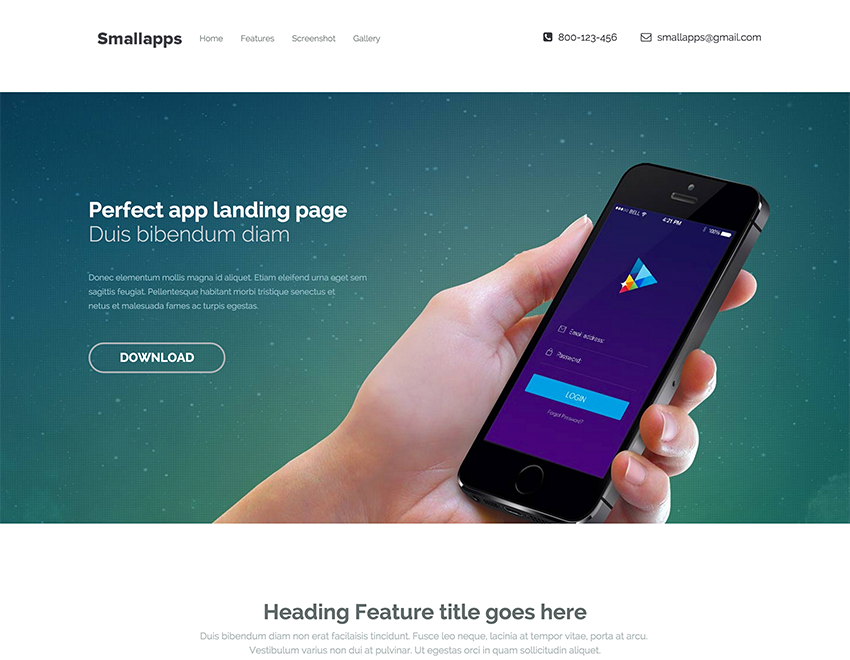 Smallapps
Home Features Screenshot Gallery
800-123-456
smallapps@gmail.com
Perfect app landing page
Duis bibendum diam
Donec elementum mollis magna id aliquet. Etiam eleifend urna eget sem
sagittis feugiat. Pellentesque habitant morbi tristique senectus et
netus et malesuada fames ac turpis egestas.
DOWNLOAD
BELL
4:21 PM
100%
Email address:
Password:
LOGIN
Forgot Password?
Heading Feature title goes here
Duis bibendum diam non erat facilaisis tincidunt. Fusce leo neque, lacinia at tempor vitae, porta at arcu.
Vestibulum varius non dui at pulvinar. Ut egestas orci in quam sollicitudin aliquet.